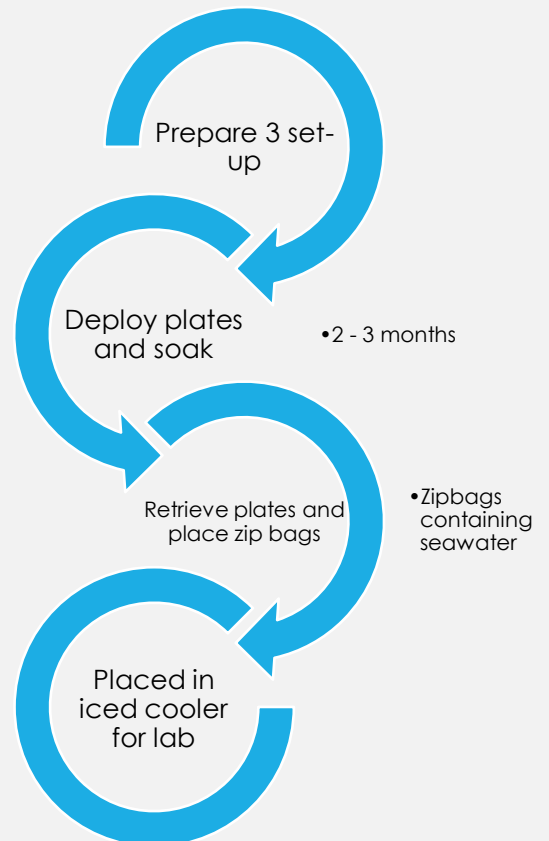 Prepare 3 set-
up
Deploy plates
and soak
•2 - 3 months
Retrieve plates and
place zip bags
•Zipbags
containing
seawater
Placed in
iced cooler
for lab